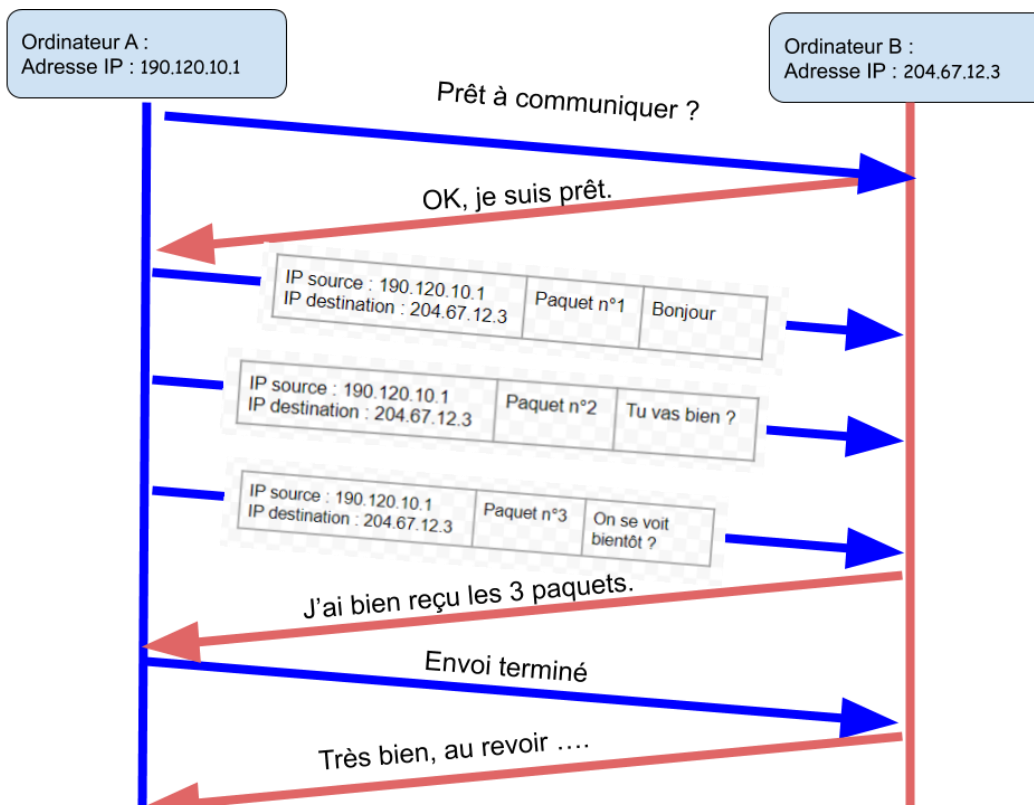 Ordinateur A :
Adresse IP : 190.120.10.1
Ordinateur B :
Adresse IP : 204.67.12.3
Prêt à communiquer ?
OK, je suis prêt.
IP source : 190.120.10.1
IP destination : 204.67.12.3
Paquet n°1
Bonjour
IP source : 190.120.10.1
IP destination : 204.67.12.3
Paquet n°2
Tu vas bien ?
IP source : 190.120.10.1
IP destination : 204.67.12.3
Paquet n°3
On se voit
bientôt ?
J'ai bien reçu les 3 paquets.
Envoi terminé
Très bien, au revoir ....